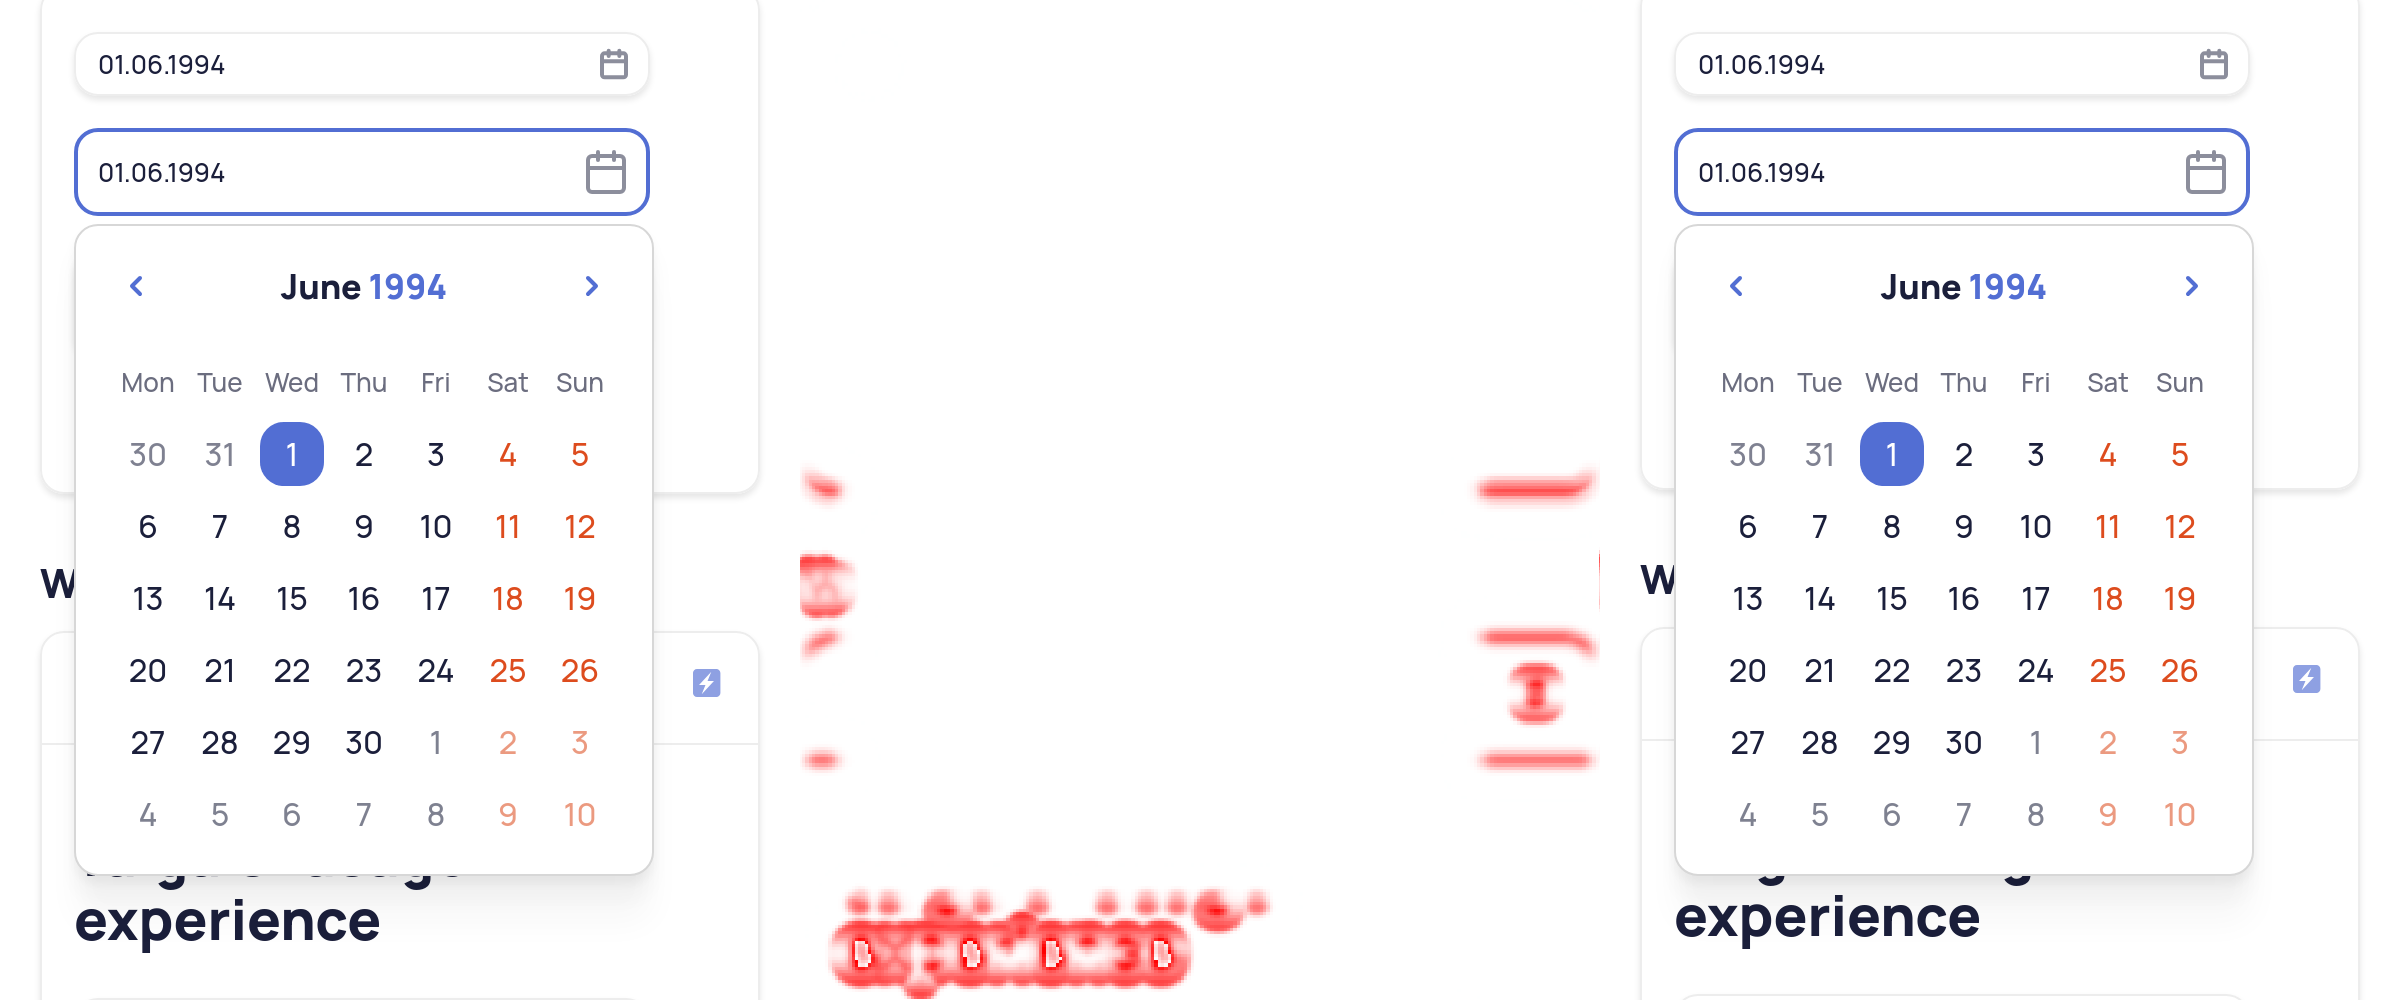 01.06.1994
01.06.1994
June 1994
Mon Tue Wed Thu Fri Sat Sun
30 31 1 2 3 4 5
6 7 8 9 10 11 12
13 14 15 16 17 18 19
20 21 22 23 24 25 26
27 28 29 30 1 2 3
4 5 6 7 8 9 10
experience
01.06.1994
01.06.1994
June 1994
Mon Tue Wed Thu Fri Sat Sun
30 31 1 2 3 4 5
6 7 8 9 10 11 12
13 14 15 16 17 18 19
20 21 22 23 24 25 26
27 28 29 30 1 2 3
4 5 6 7 8 9 10
experience